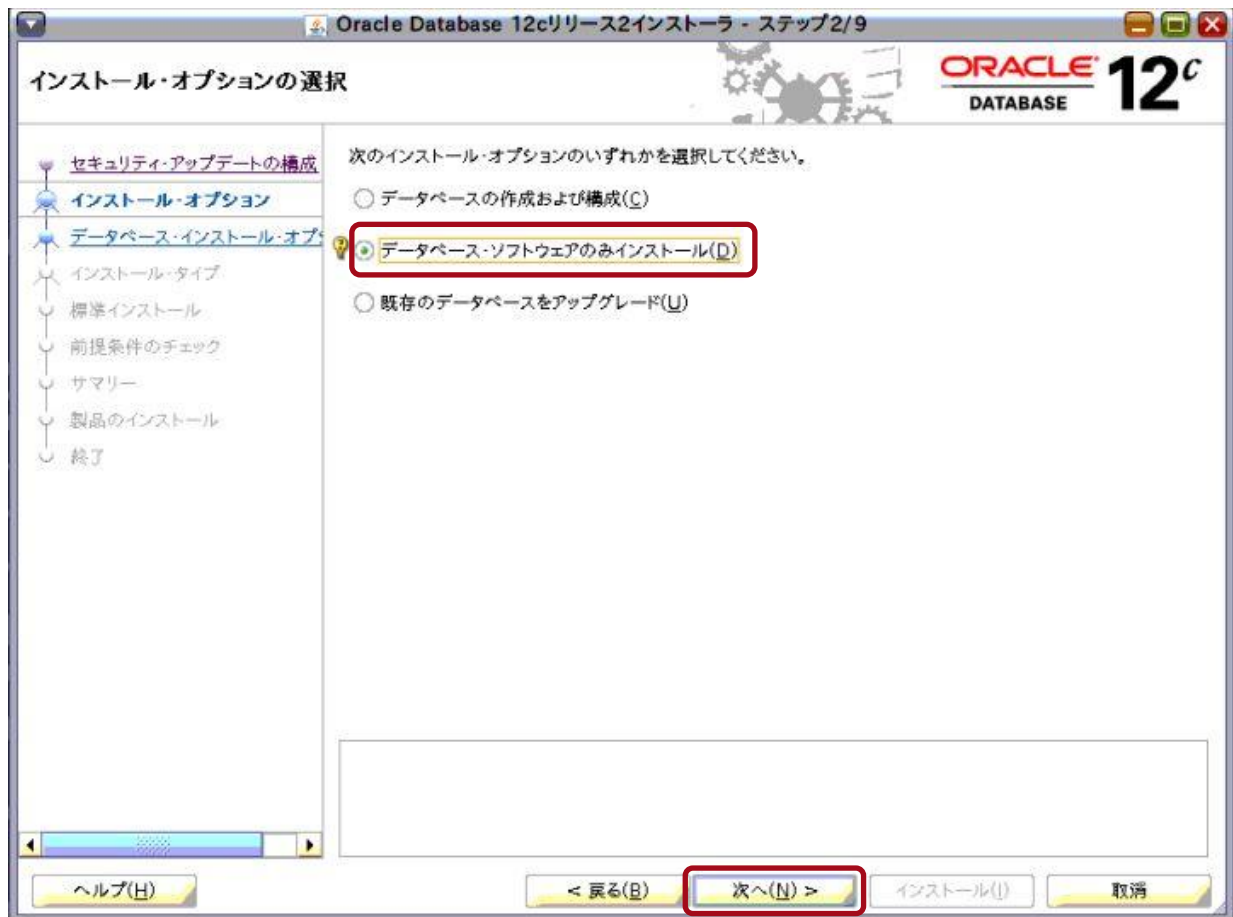 Oracle Database 12cリリース2インストーラ - ステップ2/9
インストール・オプションの選択
ORACLE
DATABASE
12c
セキュリティ・アップデートの構成
インストール・オプション
データベース・インストール・オプ
インストール・タイプ
標準インストール
前提条件のチェック
サマリー
製品のインストール
終了
次のインストール・オプションのいずれかを選択してください。
データベースの作成および構成(C)
データベース・ソフトウェアのみインストール(D)
既存のデータベースをアップグレード(U)
ヘルプ(H)
< 戻る(B)
次へ(N) >
インストール(I)
取消